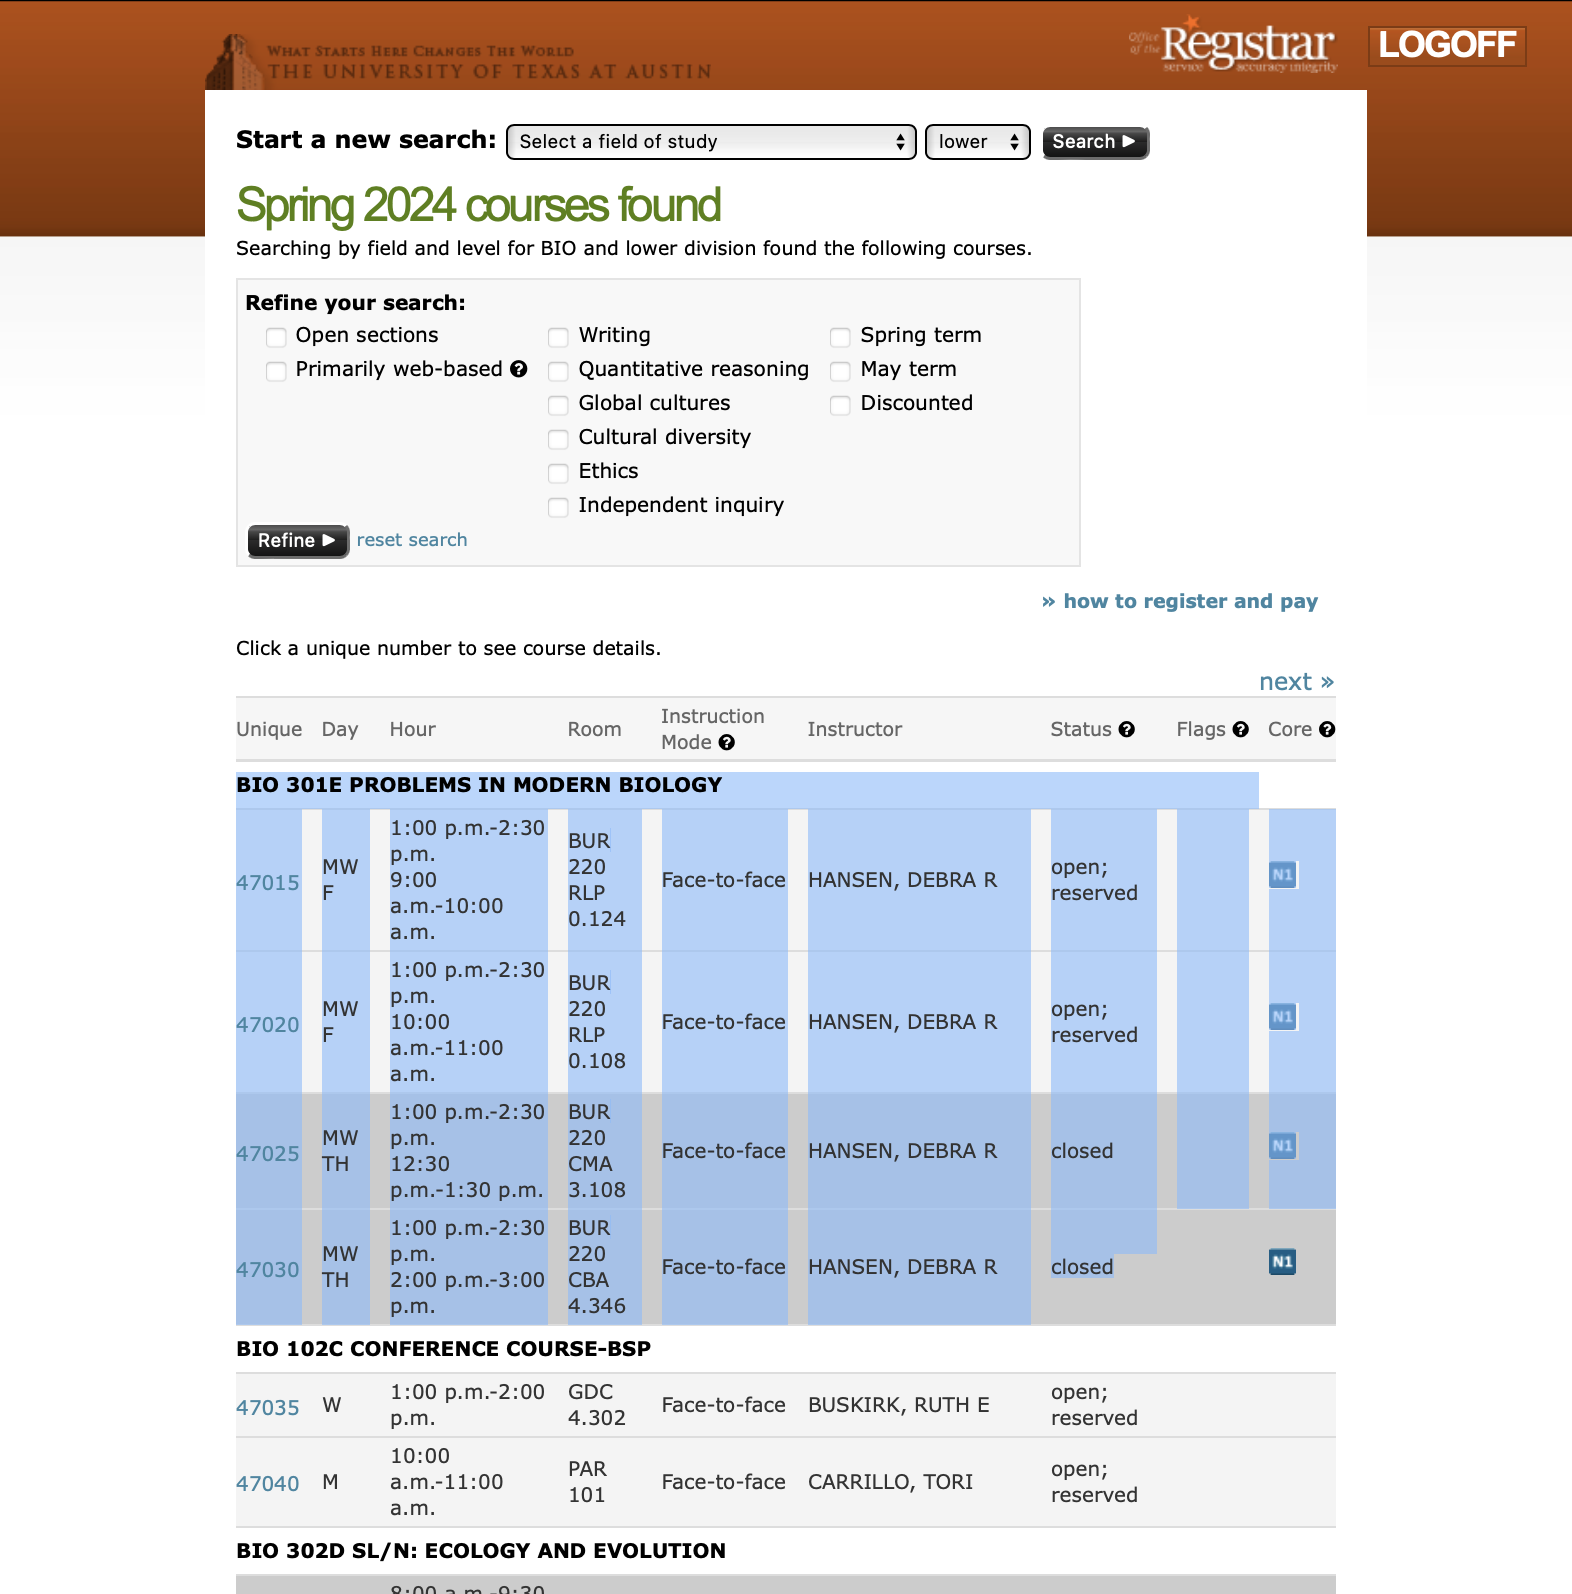 WHAT STARTS HERE CHANGES THE WORLD
THE UNIVERSITY OF TEXAS AT AUSTIN
Office of the Registrar
service accuracy integrity
LOGOFF
Start a new search: Select a field of study lower Search ▶
Spring 2024 courses found
Searching by field and level for BIO and lower division found the following courses.
Refine your search:
Open sections Writing Spring term
Primarily web-based ? Quantitative reasoning May term
Global cultures Discounted
Cultural diversity
Ethics
Independent inquiry
Refine ▶ reset search
» how to register and pay
Click a unique number to see course details.
next »
Unique Day Hour Room Instruction Mode ? Instructor Status ? Flags ? Core ?
BIO 301E PROBLEMS IN MODERN BIOLOGY
47015
MW
F
1:00 p.m.-2:30
p.m.
9:00
a.m.-10:00
a.m.
BUR
220
RLP
0.124
Face-to-face
HANSEN, DEBRA R
open;
reserved
N1
47020
MW
F
1:00 p.m.-2:30
p.m.
10:00
a.m.-11:00
a.m.
BUR
220
RLP
0.108
Face-to-face
HANSEN, DEBRA R
open;
reserved
N1
47025
MW
TH
1:00 p.m.-2:30
p.m.
12:30
p.m.-1:30 p.m.
BUR
220
CMA
3.108
Face-to-face
HANSEN, DEBRA R
closed
N1
47030
MW
TH
1:00 p.m.-2:30
p.m.
2:00 p.m.-3:00
p.m.
BUR
220
CBA
4.346
Face-to-face
HANSEN, DEBRA R
closed
N1
BIO 102C CONFERENCE COURSE-BSP
47035
W
1:00 p.m.-2:00
p.m.
GDC
4.302
Face-to-face
BUSKIRK, RUTH E
open;
reserved
47040
M
10:00
a.m.-11:00
a.m.
PAR
101
Face-to-face
CARRILLO, TORI
open;
reserved
BIO 302D SL/N: ECOLOGY AND EVOLUTION
8:00 a.m.-9:30